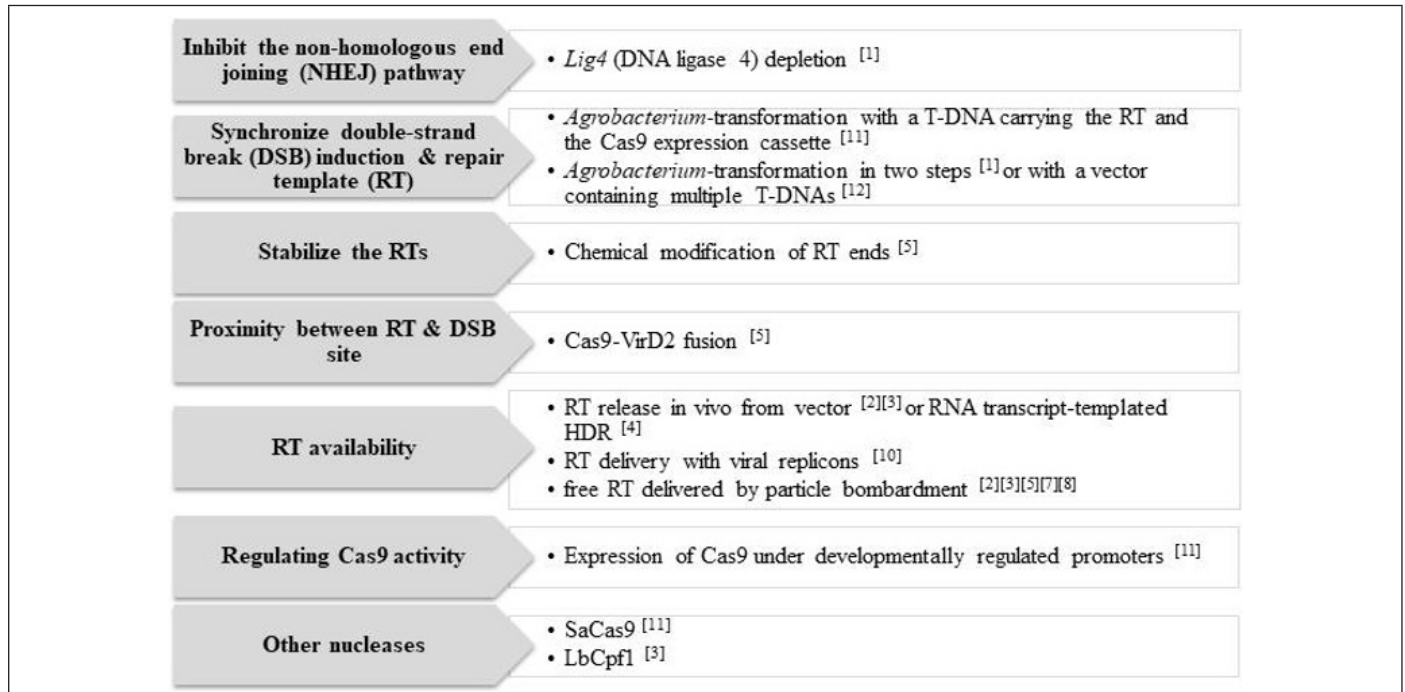 Inhibit the non-homologous end
joining (NHEJ) pathway
• Lig4 (DNA ligase 4) depletion [1]
Synchronize double-strand
break (DSB) induction & repair
template (RT)
• Agrobacterium-transformation with a T-DNA carrying the RT and
the Cas9 expression cassette [11]
• Agrobacterium-transformation in two steps [1] or with a vector
containing multiple T-DNAs [12]
Stabilize the RTs
• Chemical modification of RT ends [5]
Proximity between RT & DSB
site
• Cas9-VirD2 fusion [5]
RT availability
• RT release in vivo from vector [2][3] or RNA transcript-templated
HDR [4]
• RT delivery with viral replicons [10]
• free RT delivered by particle bombardment [2][3][5][7][8]
Regulating Cas9 activity
• Expression of Cas9 under developmentally regulated promoters [11]
Other nucleases
• SaCas9 [11]
• LbCpf1 [3]